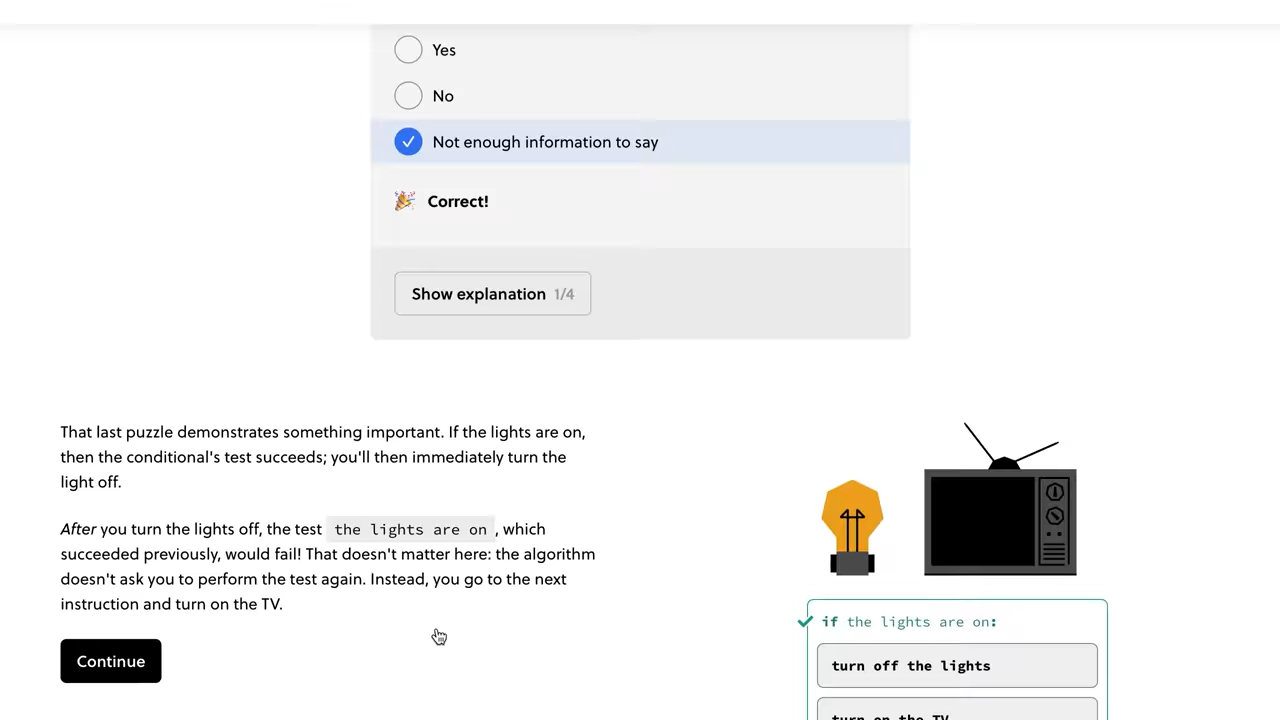 Yes
No
Not enough information to say
Correct!
Show explanation 1/4
That last puzzle demonstrates something important. If the lights are on,
then the conditional's test succeeds; you'll then immediately turn the
light off.
After you turn the lights off, the test the lights are on, which
succeeded previously, would fail! That doesn't matter here: the algorithm
doesn't ask you to perform the test again. Instead, you go to the next
instruction and turn on the TV.
Continue
if the lights are on:
turn off the lights
turn on the TV